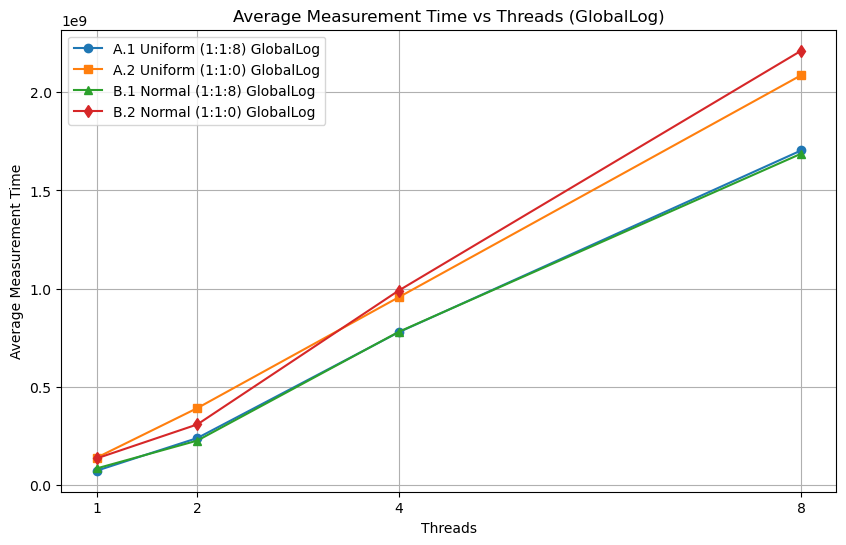 Average Measurement Time vs Threads (GlobalLog)
1e9
A.1 Uniform (1:1:8) GlobalLog
A.2 Uniform (1:1:0) GlobalLog
B.1 Normal (1:1:8) GlobalLog
B.2 Normal (1:1:0) GlobalLog
Average Measurement Time
2.0
1.5
1.0
0.5
0.0
1 2 4 8
Threads